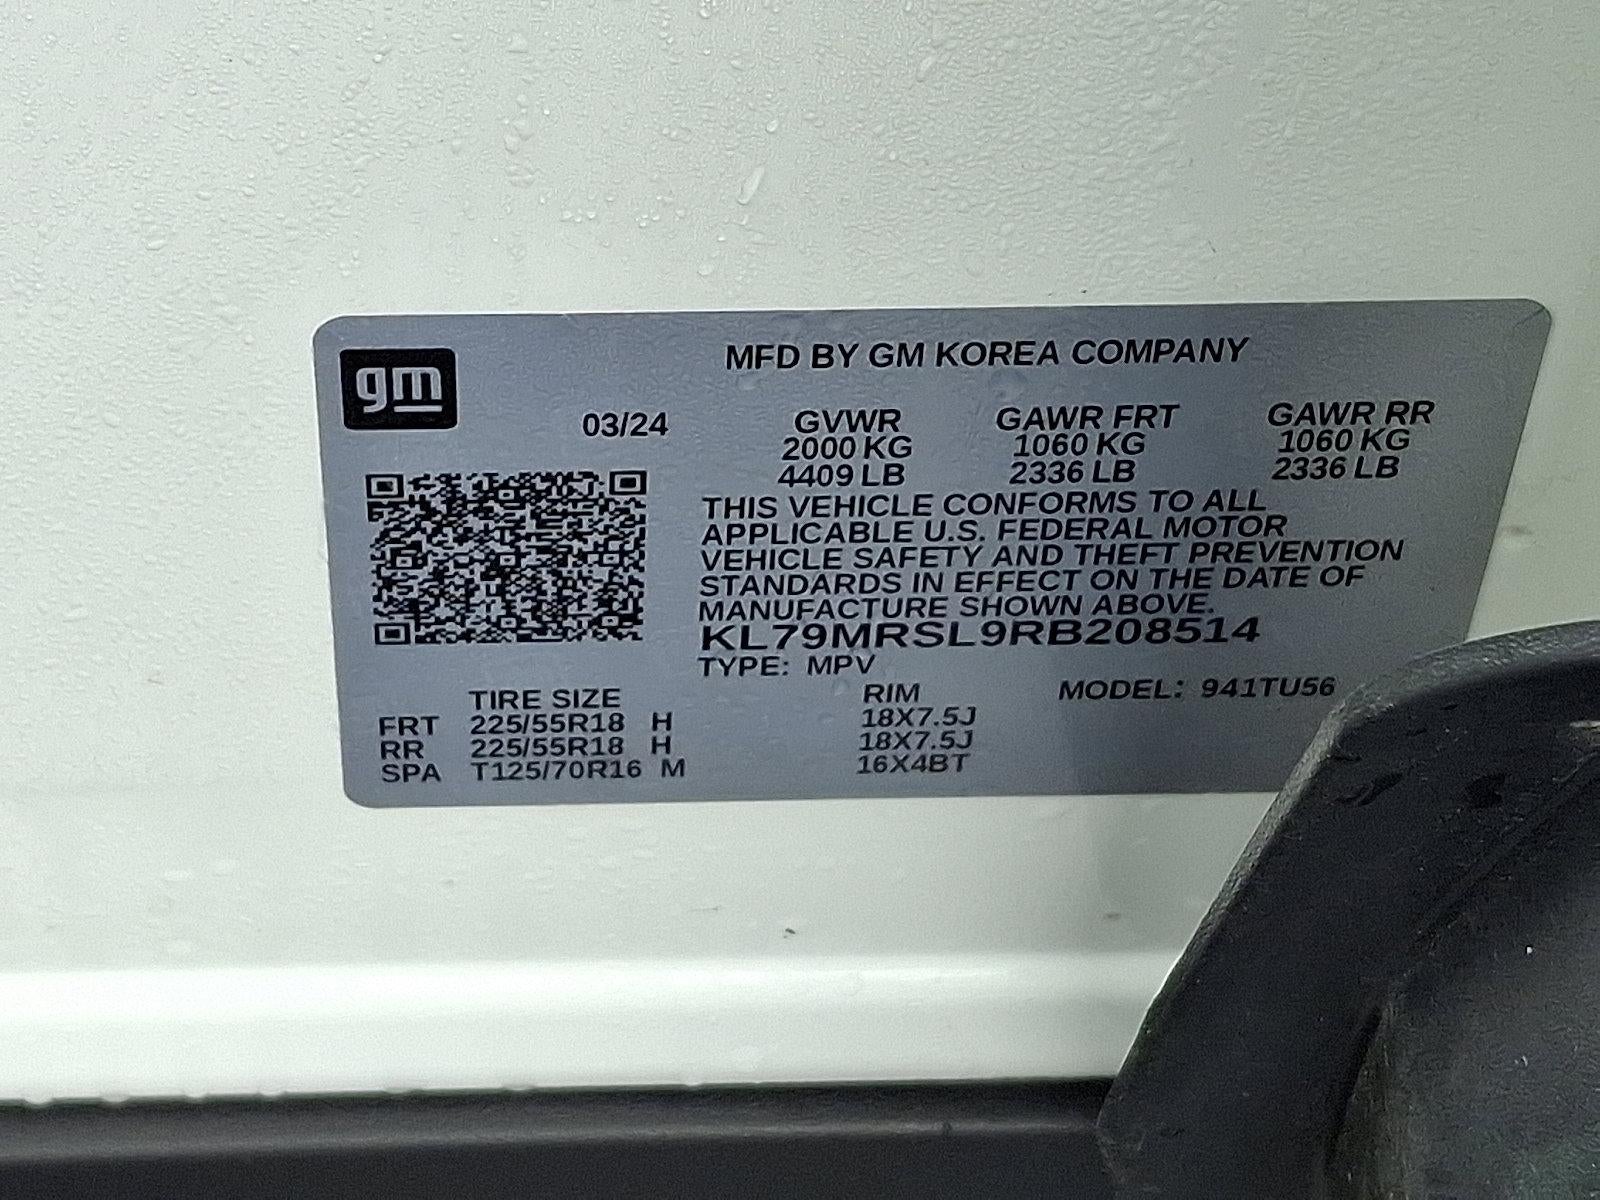 gm
MFD BY GM KOREA COMPANY
03/24 GVWR GAWR FRT GAWR RR
2000 KG 1060 KG 1060 KG
4409 LB 2336 LB 2336 LB
THIS VEHICLE CONFORMS TO ALL
APPLICABLE U.S. FEDERAL MOTOR
VEHICLE SAFETY AND THEFT PREVENTION
STANDARDS IN EFFECT ON THE DATE OF
MANUFACTURE SHOWN ABOVE.
KL79MRSL9RB208514
TYPE: MPV
TIRE SIZE RIM MODEL: 941TU56
FRT 225/55R18 H 18X7.5J
RR 225/55R18 H 18X7.5J
SPA T125/70R16 M 16X4BT